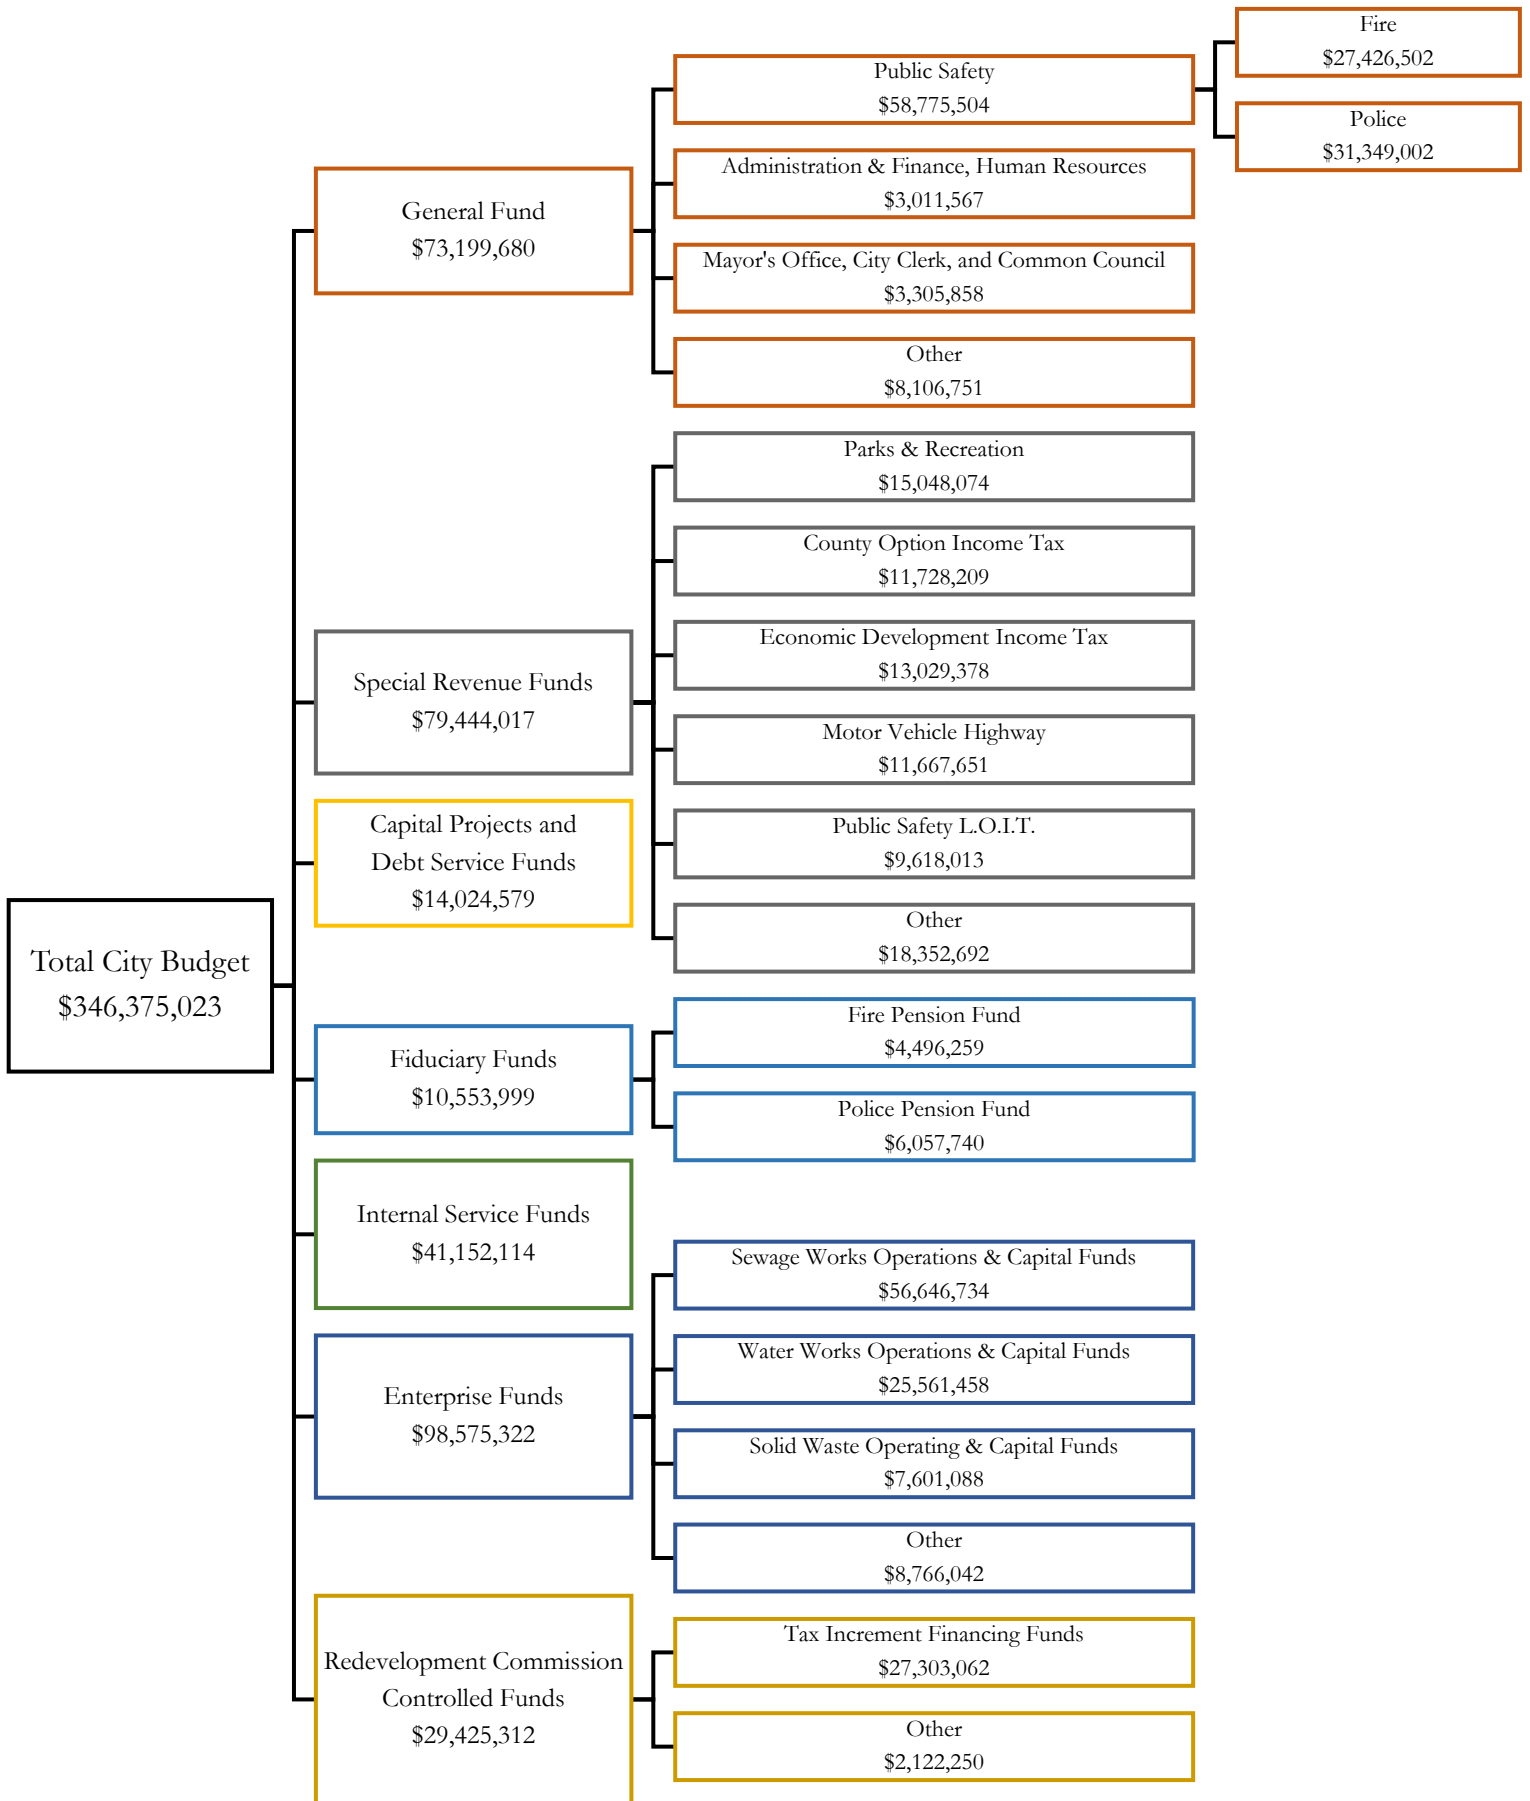 Total City Budget
$346,375,023
General Fund
$73,199,680
Public Safety
$58,775,504
Fire
$27,426,502
Police
$31,349,002
Administration & Finance, Human Resources
$3,011,567
Mayor's Office, City Clerk, and Common Council
$3,305,858
Other
$8,106,751
Special Revenue Funds
$79,444,017
Parks & Recreation
$15,048,074
County Option Income Tax
$11,728,209
Economic Development Income Tax
$13,029,378
Motor Vehicle Highway
$11,667,651
Public Safety L.O.I.T.
$9,618,013
Other
$18,352,692
Capital Projects and
Debt Service Funds
$14,024,579
Fiduciary Funds
$10,553,999
Fire Pension Fund
$4,496,259
Police Pension Fund
$6,057,740
Internal Service Funds
$41,152,114
Enterprise Funds
$98,575,322
Sewage Works Operations & Capital Funds
$56,646,734
Water Works Operations & Capital Funds
$25,561,458
Solid Waste Operating & Capital Funds
$7,601,088
Other
$8,766,042
Redevelopment Commission
Controlled Funds
$29,425,312
Tax Increment Financing Funds
$27,303,062
Other
$2,122,250